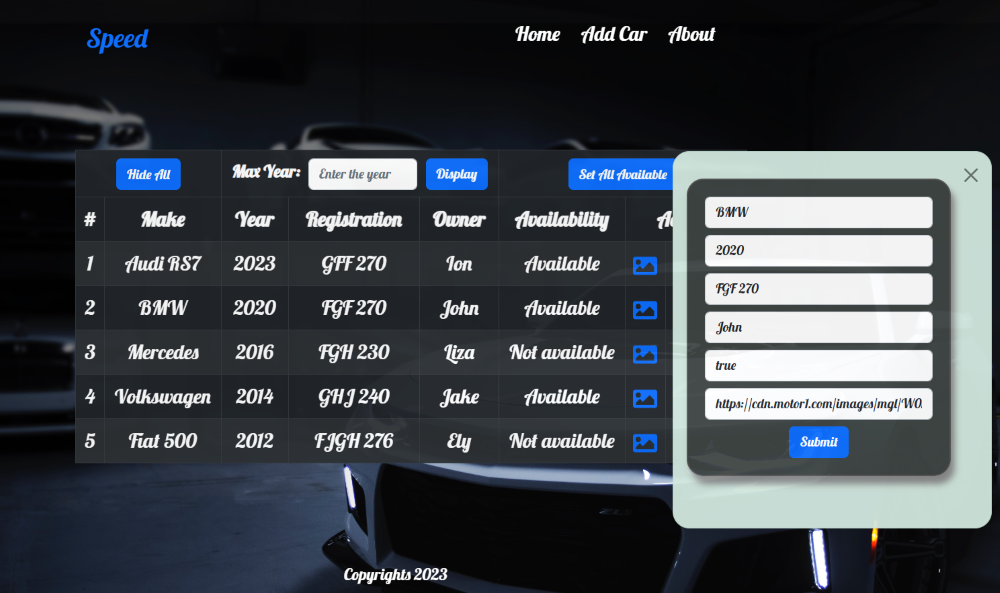 Speed
Home Add Car About
Hide All Max Year: Enter the year Display Set All Available
# Make Year Registration Owner Availability
1 Audi RS7 2023 GFF 270 Ion Available
2 BMW 2020 FGF 270 John Available
3 Mercedes 2016 FGH 230 Liza Not available
4 Volkswagen 2014 GHJ 240 Jake Available
5 Fiat 500 2012 FJGH 276 Ely Not available
BMW
2020
FGF 270
John
true
https://cdn.motor1.com/images/mgl/W0
Submit
Copyrights 2023